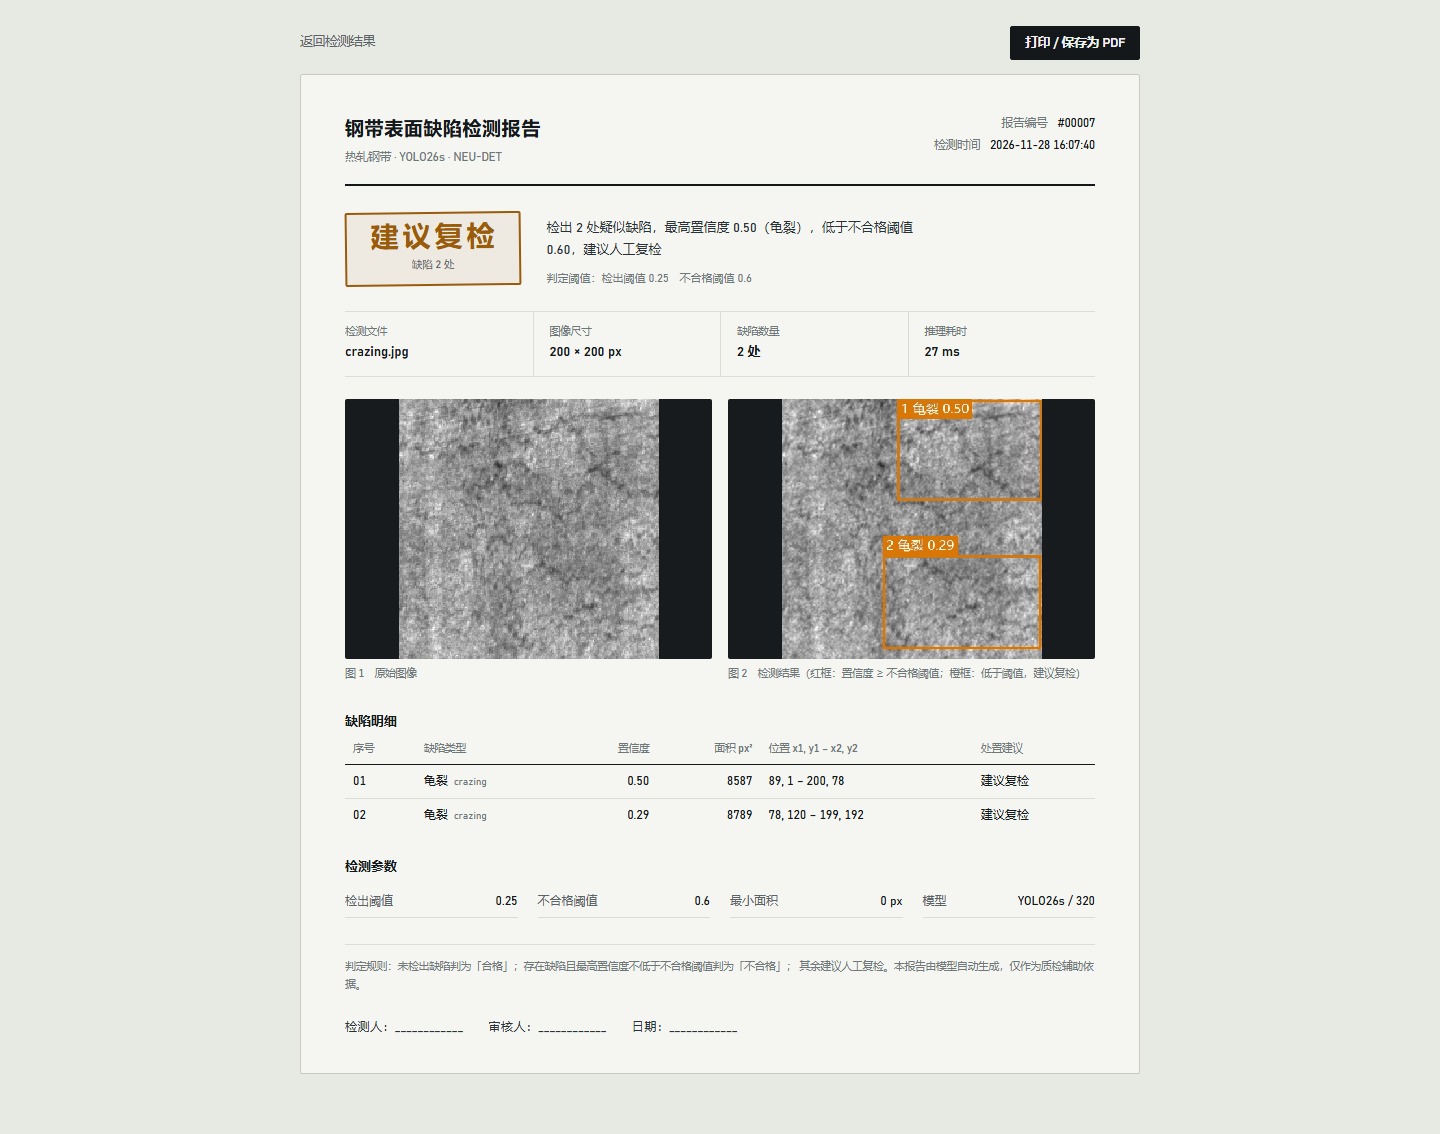 返回检测结果
打印 / 保存为 PDF
钢带表面缺陷检测报告
热轧钢带 · YOLO26s · NEU-DET
报告编号 #00007
检测时间 2026-11-28 16:07:40
建议复检
缺陷 2 处
检出 2 处疑似缺陷，最高置信度 0.50（龟裂），低于不合格阈值
0.60，建议人工复检
判定阈值：检出阈值 0.25 不合格阈值 0.6
检测文件
crazing.jpg
图像尺寸
200 × 200 px
缺陷数量
2 处
推理耗时
27 ms
1 龟裂 0.50
2 龟裂 0.29
图 1 原始图像
图 2 检测结果（红框：置信度 ≥ 不合格阈值；橙框：低于阈值，建议复检）
缺陷明细
序号 缺陷类型 置信度 面积 px² 位置 x1, y1 – x2, y2 处置建议
01 龟裂 crazing 0.50 8587 89, 1 – 200, 78 建议复检
02 龟裂 crazing 0.29 8789 78, 120 – 199, 192 建议复检
检测参数
检出阈值 0.25 不合格阈值 0.6 最小面积 0 px 模型 YOLO26s / 320
判定规则：未检出缺陷判为「合格」；存在缺陷且最高置信度不低于不合格阈值判为「不合格」； 其余建议人工复检。本报告由模型自动生成，仅作为质检辅助依
据。
检测人：____________ 审核人：____________ 日期：____________